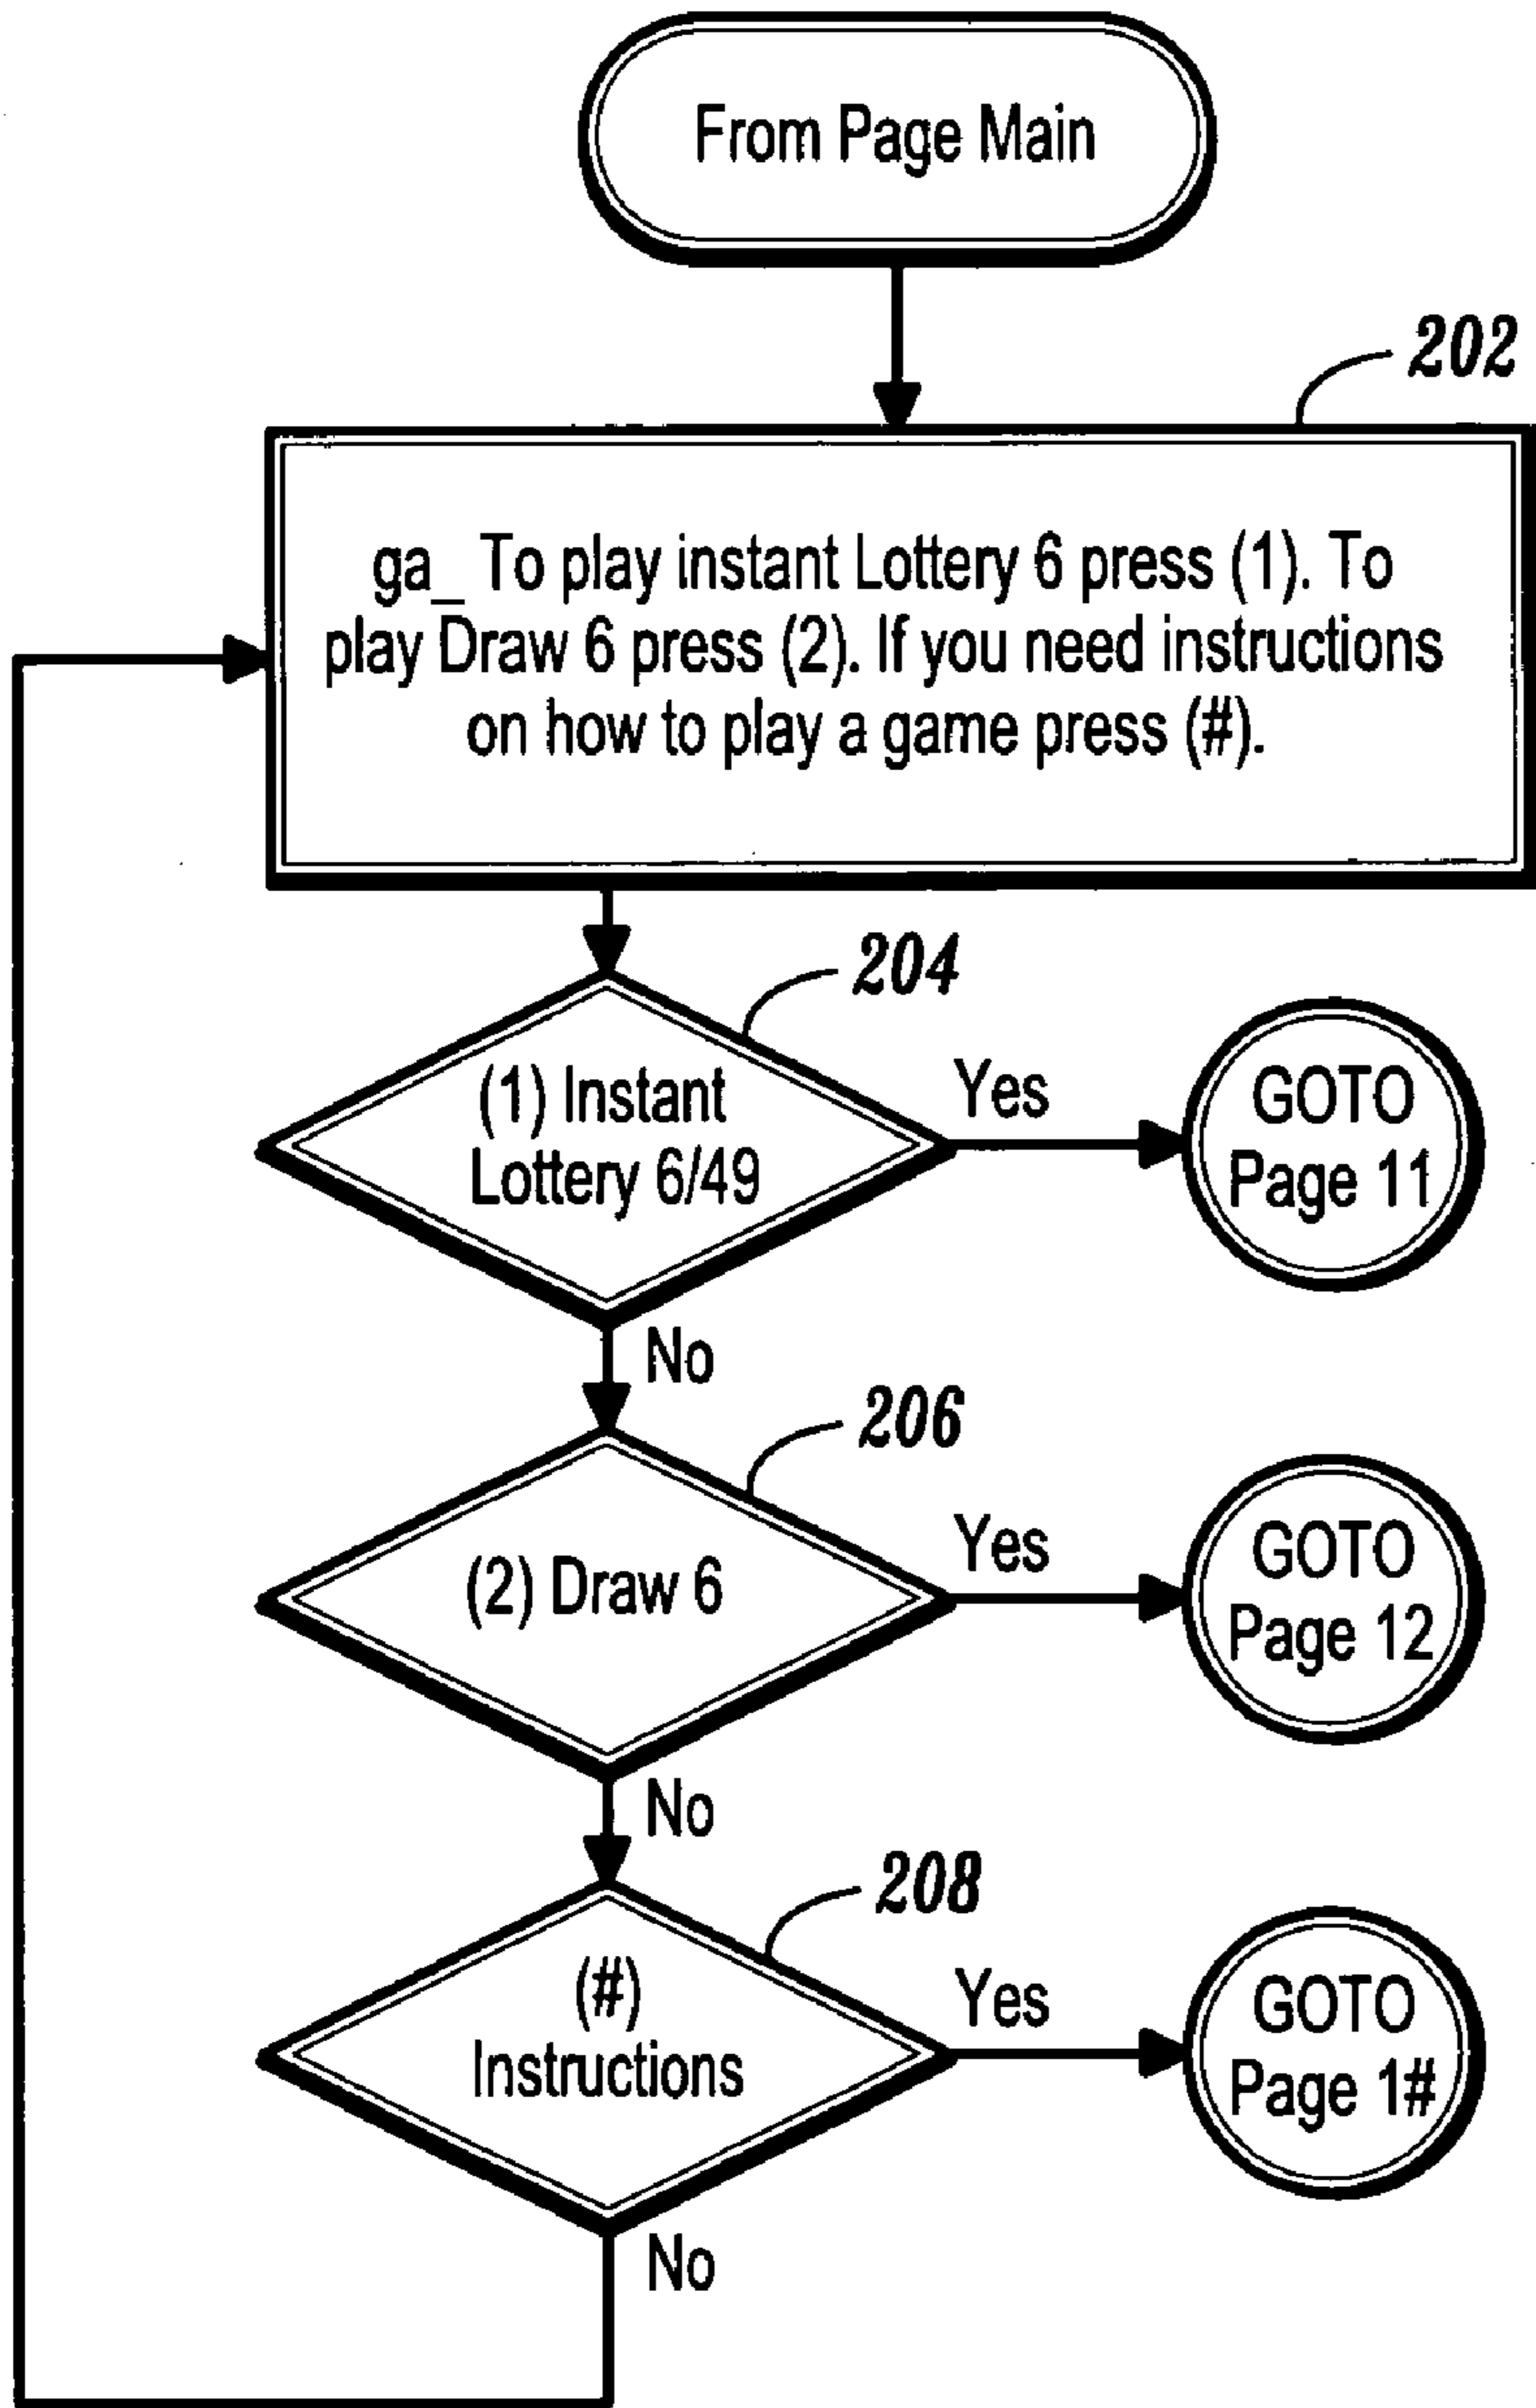 From Page Main
202
ga_ To play instant Lottery 6 press (1). To
play Draw 6 press (2). If you need instructions
on how to play a game press (#).
204
(1) Instant
Lottery 6/49
Yes
GOTO
Page 11
No
206
(2) Draw 6
Yes
GOTO
Page 12
No
208
(#)
Instructions
Yes
GOTO
Page 1#
No